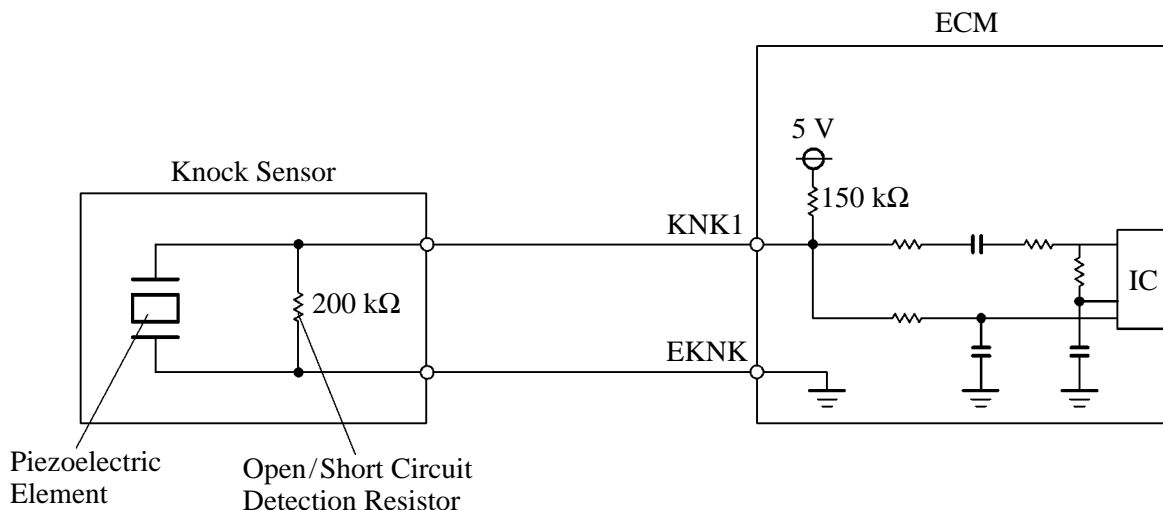 ECM
5 V
Knock Sensor
150 kΩ
KNK1
IC
200 kΩ
EKNK
Piezoelectric
Element
Open/Short Circuit
Detection Resistor